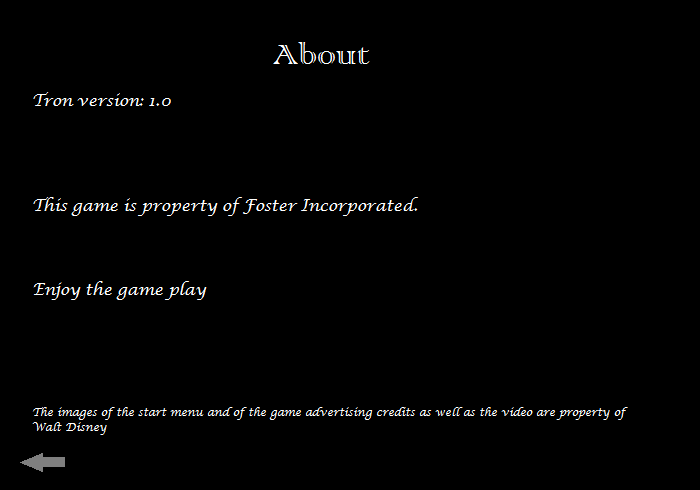 About
Tron version: 1.0
This game is property of Foster Incorporated.
Enjoy the game play
The images of the start menu and of the game advertising credits as well as the video are property of
Walt Disney